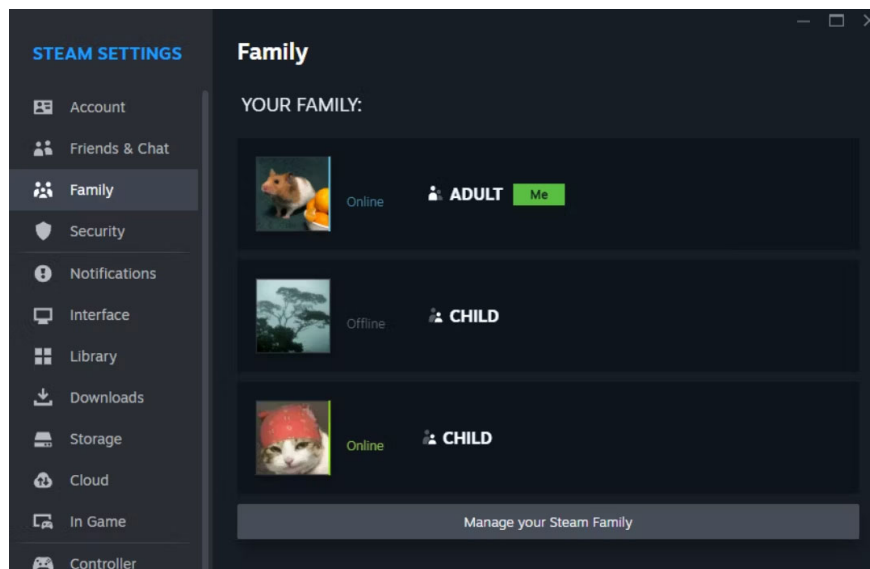 STEAM SETTINGS
Account
Friends & Chat
Family
Security
Notifications
Interface
Library
Downloads
Storage
Cloud
In Game
Controller
Family
YOUR FAMILY:
Online
ADULT
Me
Offline
CHILD
Online
CHILD
Manage your Steam Family